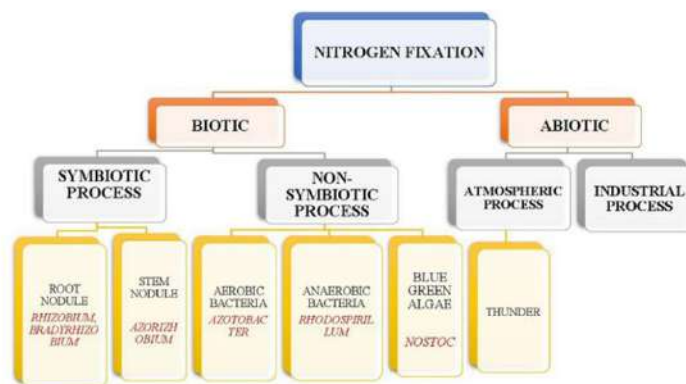 NITROGEN FIXATION
BIOTIC
ABIOTIC
SYMBIOTIC
PROCESS
NON-
SYMBIOTIC
PROCESS
ATMOSPHERIC
PROCESS
INDUSTRIAL
PROCESS
ROOT
NODULE
RHIZOBIUM,
BRADYRHIZO
BIUM
STEM
NODULE
AZORIZH
OBIUM
AEROBIC
BACTERIA
AZOTOBAC
TER
ANAEROBIC
BACTERIA
RHODOSPIRIL
LUM
BLUE
GREEN
ALGAE
NOSTOC
THUNDER